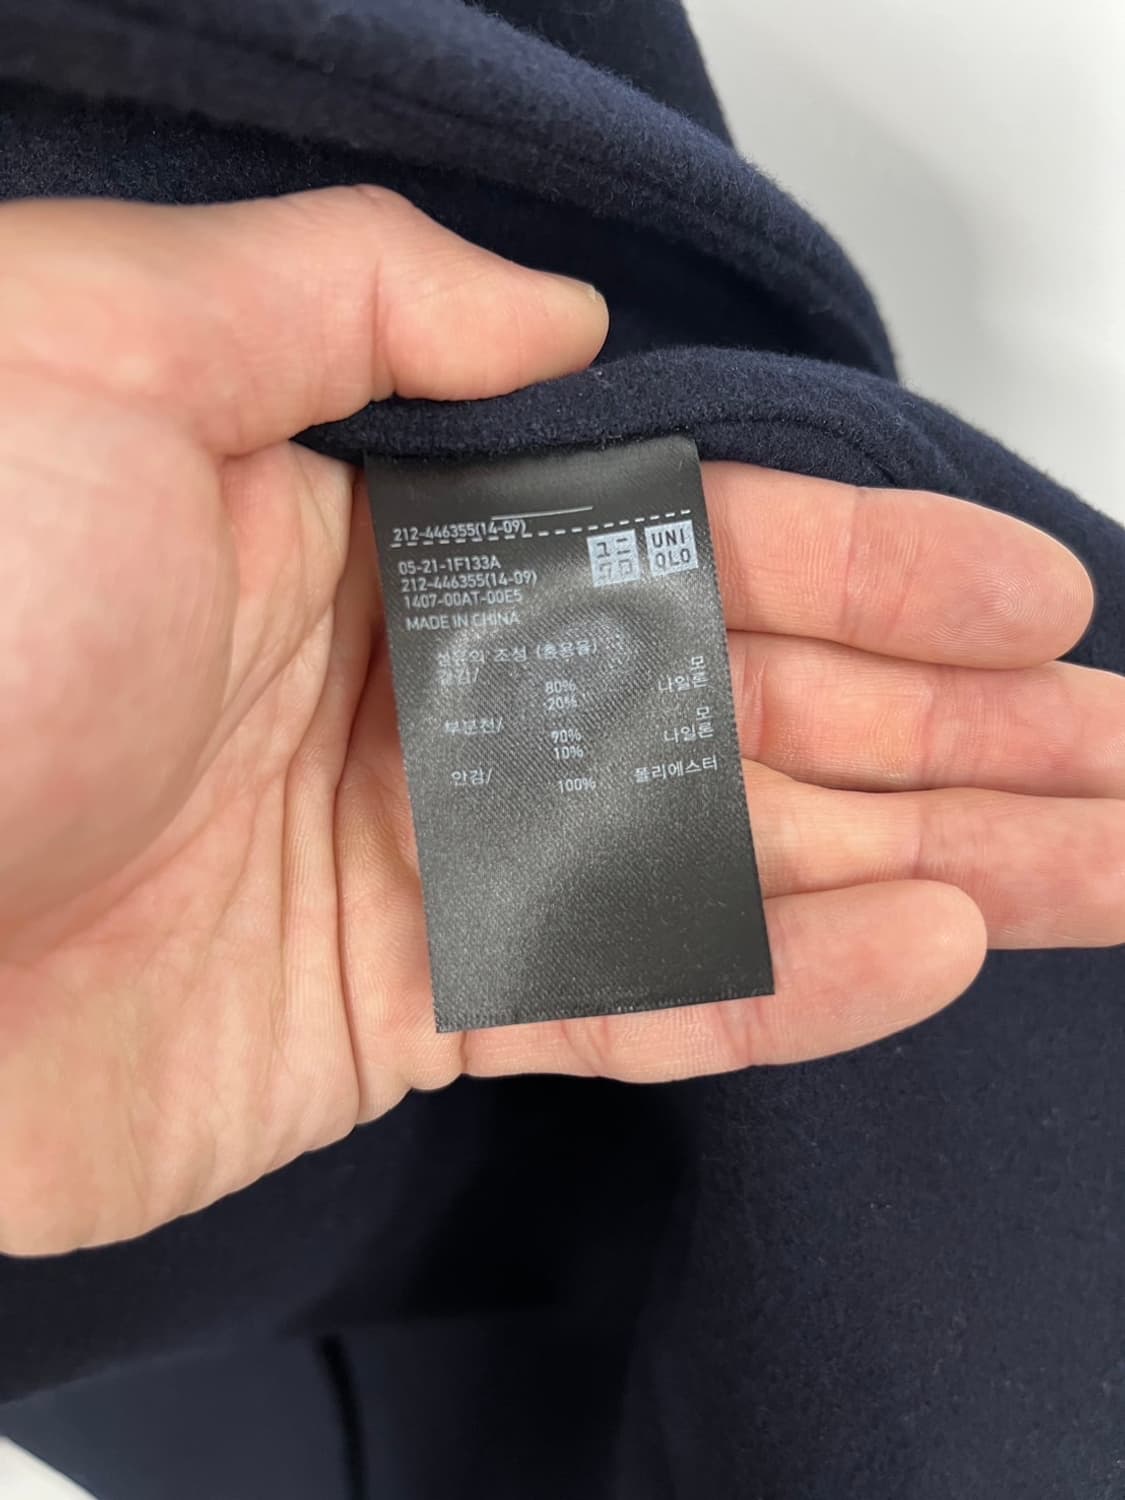 212-446355(14-09)
ユニ
クロ
UNI
QLO
05-21-1F133A
212-446355(14-09)
1407-00AT-00E5
MADE IN CHINA
섬유의 조성 (혼용율)
겉감/
80% 모
20% 나일론
부분천/
90% 모
10% 나일론
안감/
100% 폴리에스터